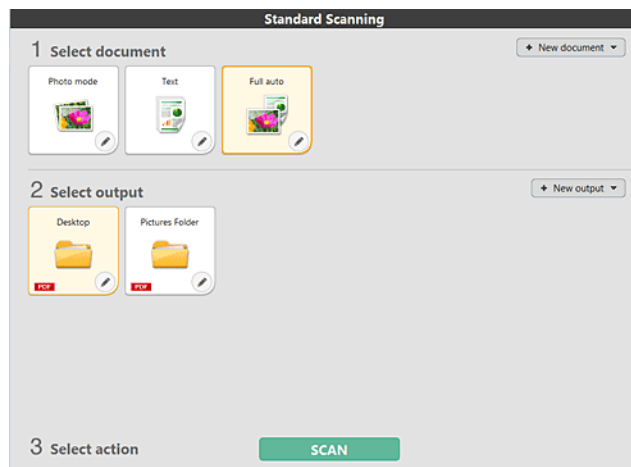 Standard Scanning
1 Select document
+ New document
Photo mode
Text
Full auto
2 Select output
+ New output
Desktop
Pictures Folder
PDF
PDF
3 Select action
SCAN